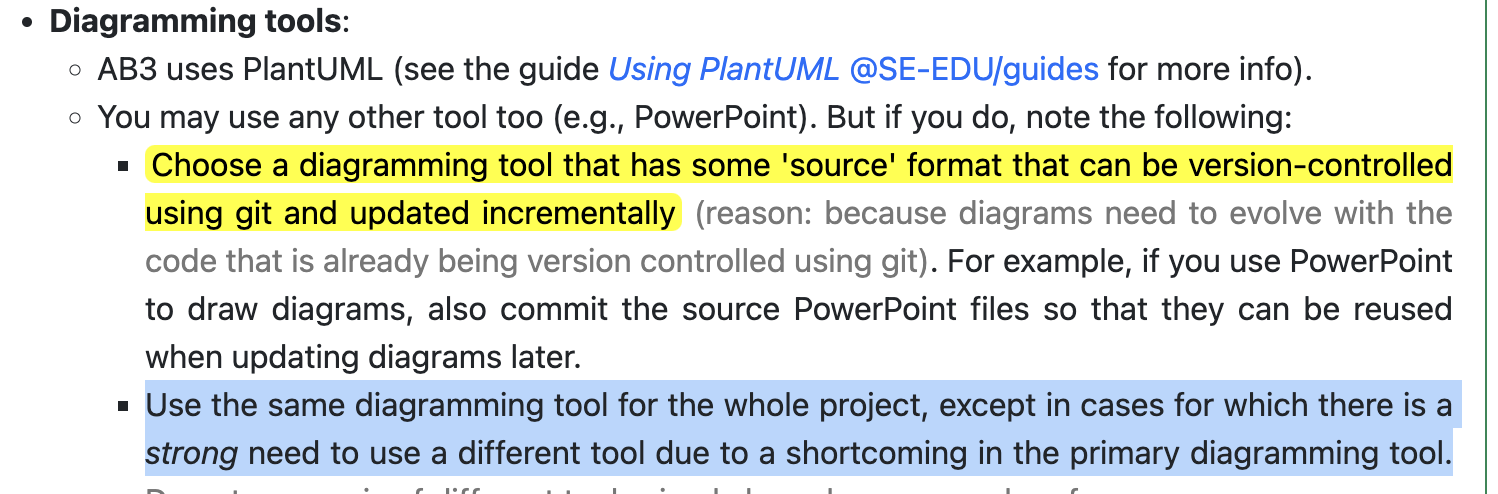 • Diagramming tools:
○ AB3 uses PlantUML (see the guide Using PlantUML @SE-EDU/guides for more info).
○ You may use any other tool too (e.g., PowerPoint). But if you do, note the following:
▪ Choose a diagramming tool that has some 'source' format that can be version-controlled
using git and updated incrementally (reason: because diagrams need to evolve with the
code that is already being version controlled using git). For example, if you use PowerPoint
to draw diagrams, also commit the source PowerPoint files so that they can be reused
when updating diagrams later.
▪ Use the same diagramming tool for the whole project, except in cases for which there is a
strong need to use a different tool due to a shortcoming in the primary diagramming tool.